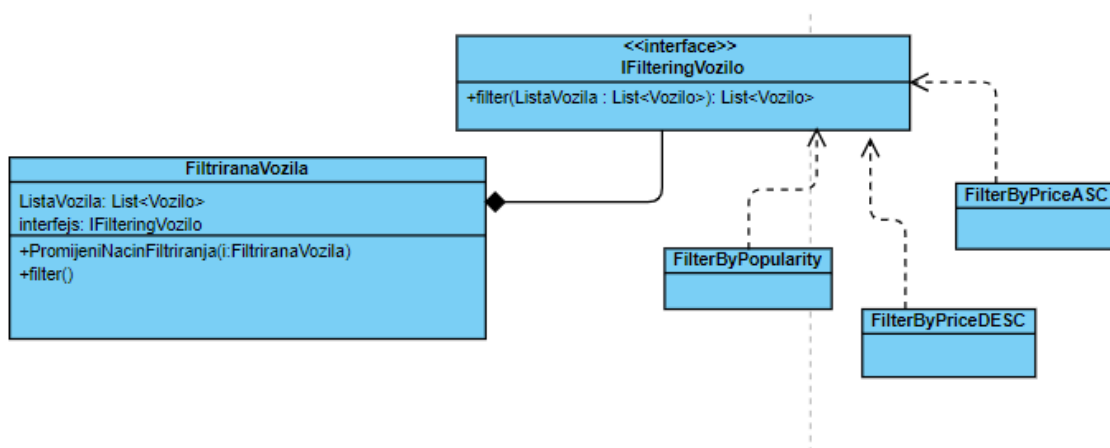 <<interface>>
IFilteringVozilo
+filter(ListaVozila : List<Vozilo>): List<Vozilo>
FiltriranaVozila
ListaVozila: List<Vozilo>
interfejs: IFilteringVozilo
+PromijeniNacinFiltriranja(i:FiltriranaVozila)
+filter()
FilterByPriceASC
FilterByPopularity
FilterByPriceDESC